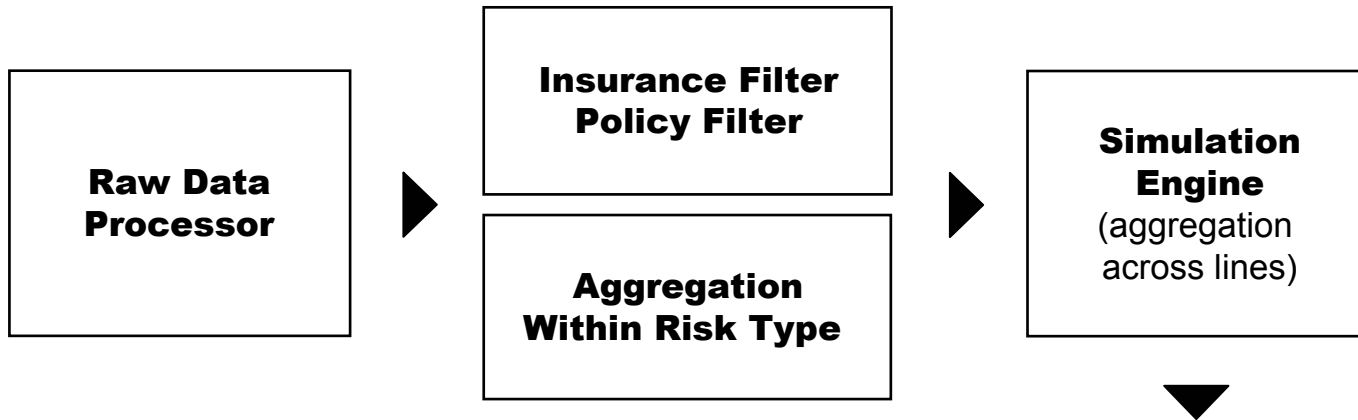 Raw Data
Processor
Insurance Filter
Policy Filter
Aggregation
Within Risk Type
Simulation
Engine
(aggregation
across lines)